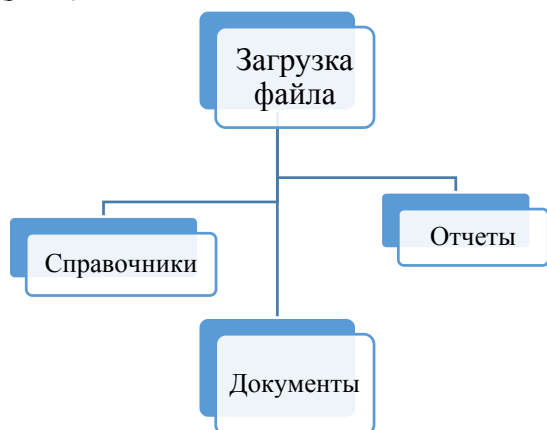 Загрузка
файла
Отчеты
Справочники
Документы